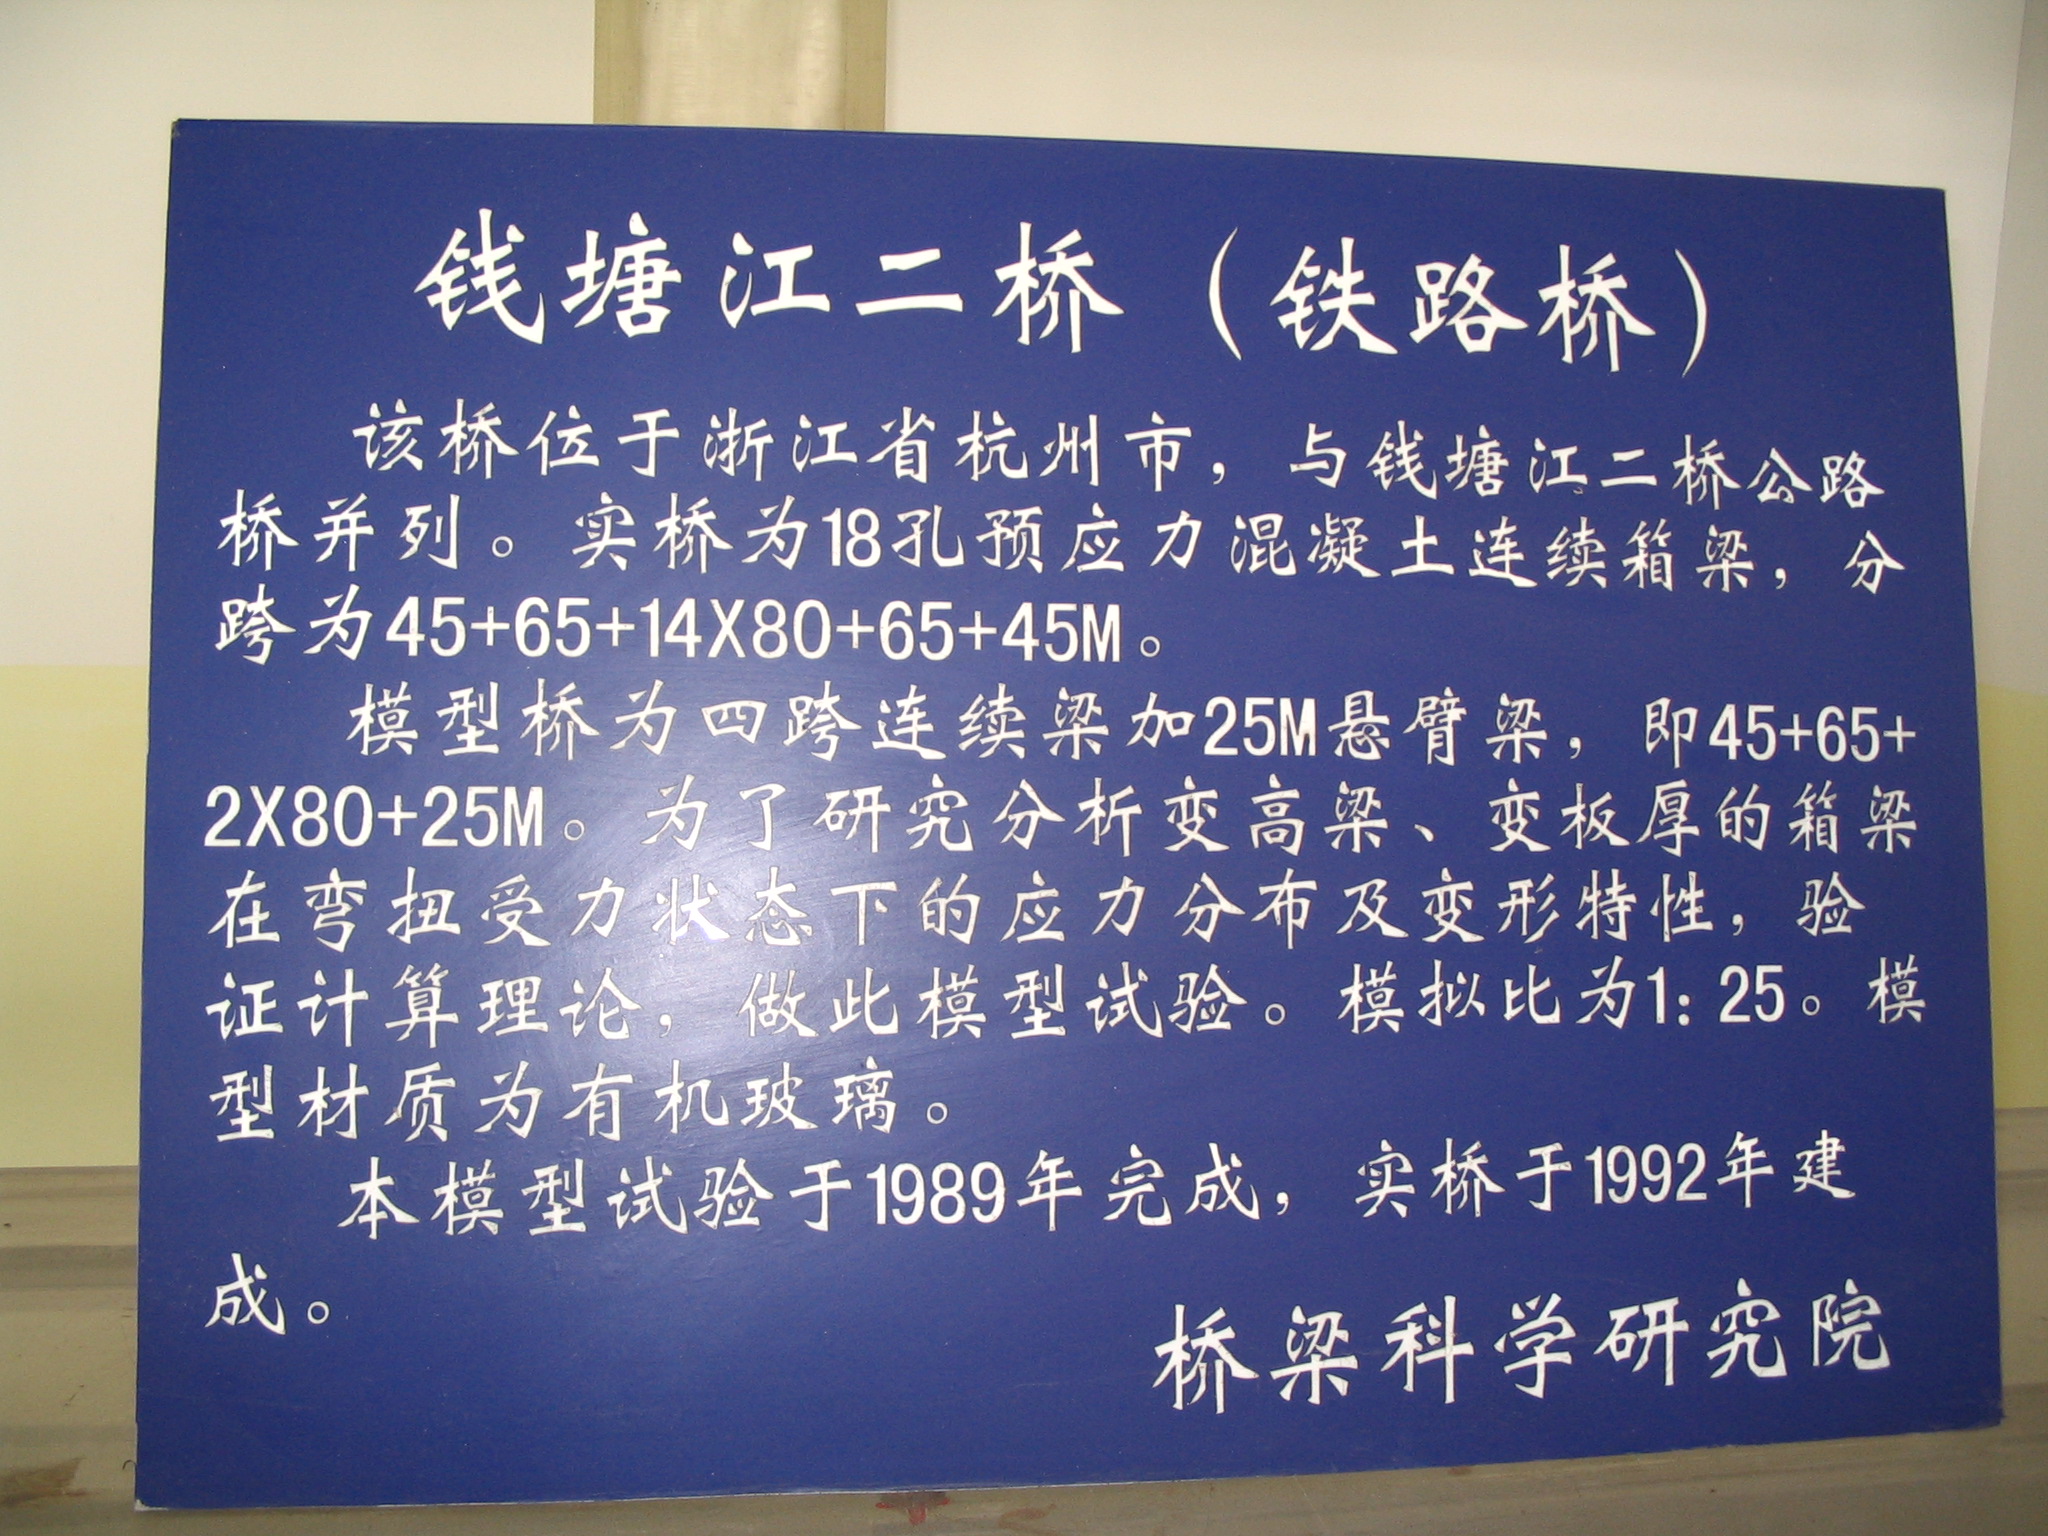 钱塘江二桥（铁路桥）
该桥位于浙江省杭州市，与钱塘江二桥公路
桥并列。实桥为18孔预应力混凝土连续箱梁，分
跨为45+65+14X80+65+45M。
模型桥为四跨连续梁加25M悬臂梁，即45+65+
2X80+25M。为了研究分析变高梁、变板厚的箱梁
在弯扭受力状态下的应力分布及变形特性，验
证计算理论，做此模型试验。模拟比为1：25。模
型材质为有机玻璃。
本模型试验于1989年完成，实桥于1992年建
成。
桥梁科学研究院